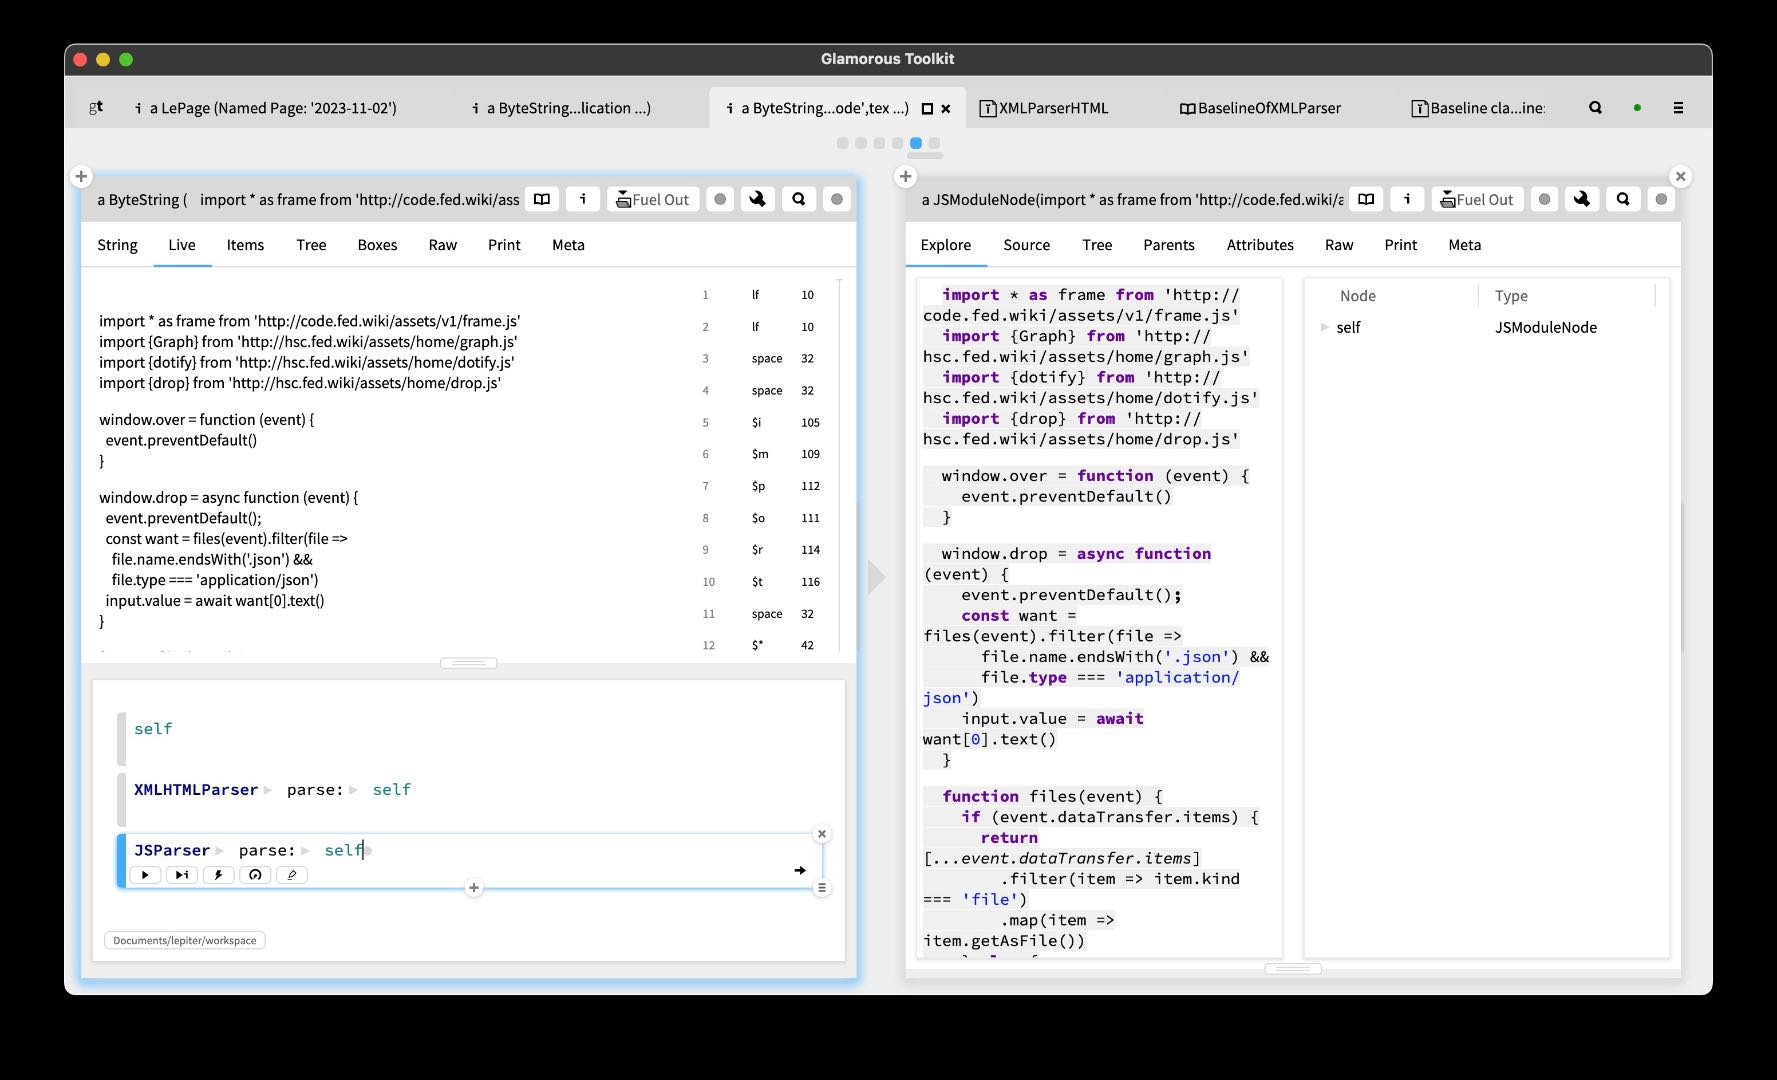 Glamorous Toolkit
gt
i a LePage (Named Page: '2023-11-02')
i a ByteString...lication ...)
i a ByteString...ode',tex ...)
XMLParserHTML
BaselineOfXMLParser
Baseline cla...ine:
a ByteString ( import * as frame from 'http://code.fed.wiki/ass
i
Fuel Out
String Live Items Tree Boxes Raw Print Meta
import * as frame from 'http://code.fed.wiki/assets/v1/frame.js'
import {Graph} from 'http://hsc.fed.wiki/assets/home/graph.js'
import {dotify} from 'http://hsc.fed.wiki/assets/home/dotify.js'
import {drop} from 'http://hsc.fed.wiki/assets/home/drop.js'
window.over = function (event) {
event.preventDefault()
}
window.drop = async function (event) {
event.preventDefault();
const want = files(event).filter(file =>
file.name.endsWith('.json') &&
file.type === 'application/json')
input.value = await want[0].text()
}
1 lf 10
2 lf 10
3 space 32
4 space 32
5 $i 105
6 $m 109
7 $p 112
8 $o 111
9 $r 114
10 $t 116
11 space 32
12 $* 42
self
XMLHTMLParser parse: self
JSParser parse: self
i
Documents/lepiter/workspace
a JSModuleNode(import * as frame from 'http://code.fed.wiki/a
i
Fuel Out
Explore Source Tree Parents Attributes Raw Print Meta
import * as frame from 'http://
code.fed.wiki/assets/v1/frame.js'
import {Graph} from 'http://
hsc.fed.wiki/assets/home/graph.js'
import {dotify} from 'http://
hsc.fed.wiki/assets/home/dotify.js'
import {drop} from 'http://
hsc.fed.wiki/assets/home/drop.js'
window.over = function (event) {
event.preventDefault()
}
window.drop = async function
(event) {
event.preventDefault();
const want =
files(event).filter(file =>
file.name.endsWith('.json') &&
file.type === 'application/
json')
input.value = await
want[0].text()
}
function files(event) {
if (event.dataTransfer.items) {
return
[...event.dataTransfer.items]
.filter(item => item.kind
=== 'file')
.map(item =>
item.getAsFile())
Node Type
self JSModuleNode